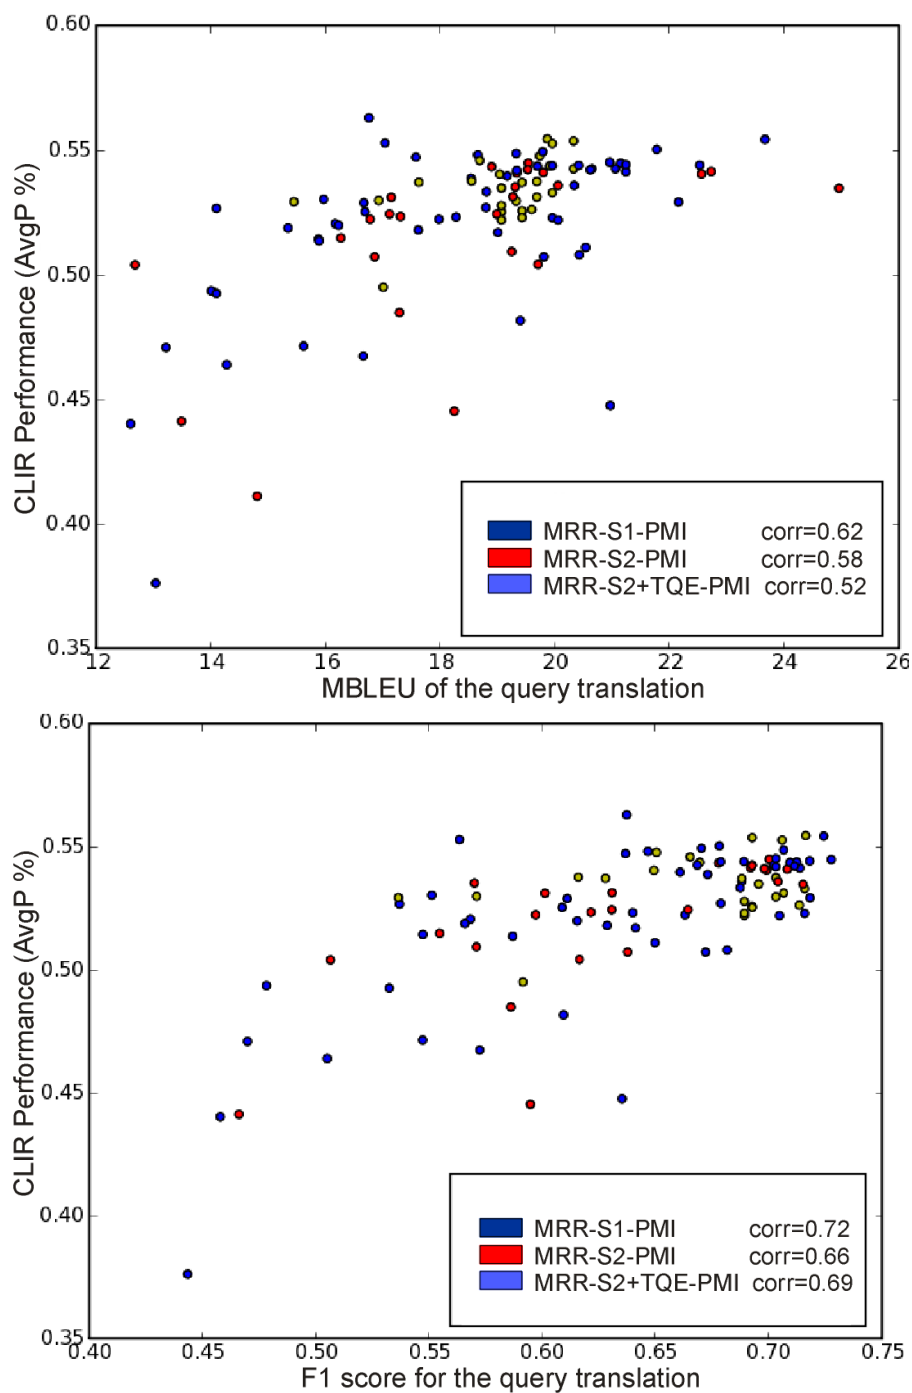 0.60
0.55
0.50
0.45
0.40
0.35
CLIR Performance (AvgP %)
MRR-S1-PMI corr=0.62
MRR-S2-PMI corr=0.58
MRR-S2+TQE-PMI corr=0.52
12 14 16 18 20 22 24 26
MBLEU of the query translation
0.60
0.55
0.50
0.45
0.40
0.35
CLIR Performance (AvgP %)
MRR-S1-PMI corr=0.72
MRR-S2-PMI corr=0.66
MRR-S2+TQE-PMI corr=0.69
0.40 0.45 0.50 0.55 0.60 0.65 0.70 0.75
F1 score for the query translation